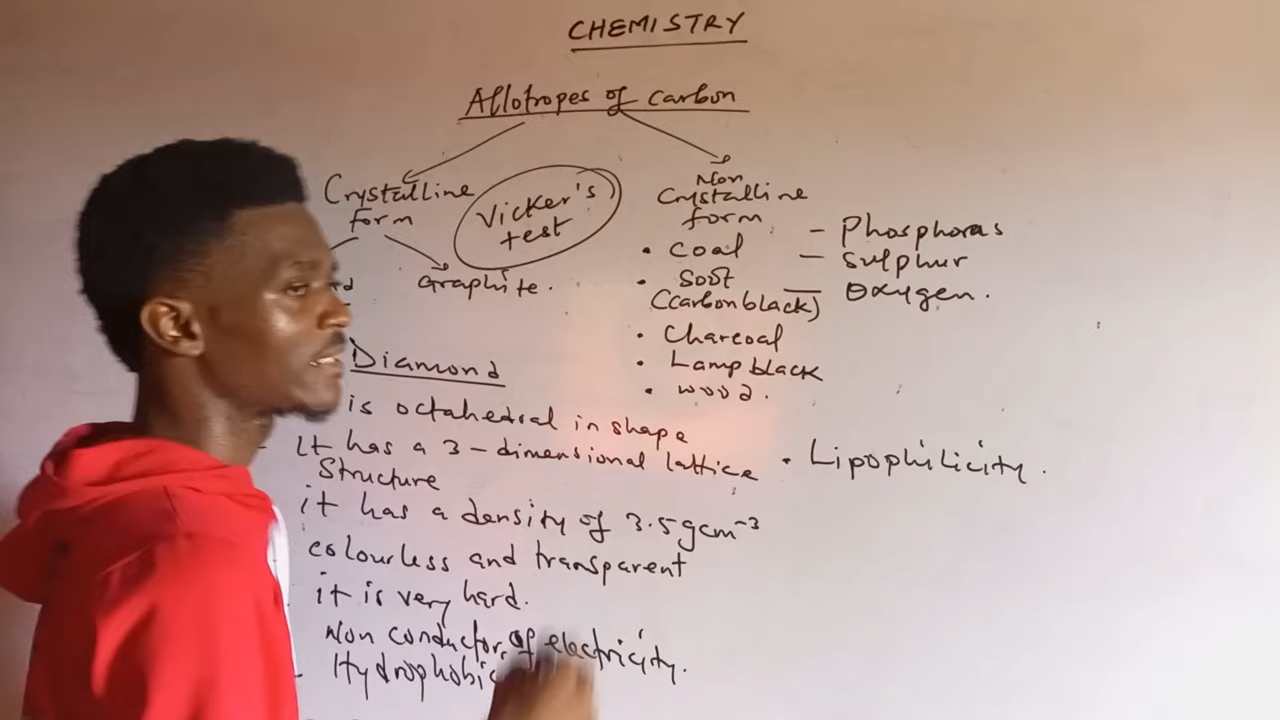 CHEMISTRY
Allotropes of carbon
Crystalline
form
Graphite.
Vicker's
test
Non
Crystalline
form
• Coal
• Soot
(Carbon black)
• Charcoal
• Lamp black
• wood.
- Phosphoras
- Sulphur
- Oxygen.
Diamond
is octahedral in shape
It has a 3-dimensional lattice
Structure
it has a density of 3.5gcm⁻³
colourless and transparent
it is very hard.
Non conductor of electricity.
- Hydrophobic
• Lipophilicity.